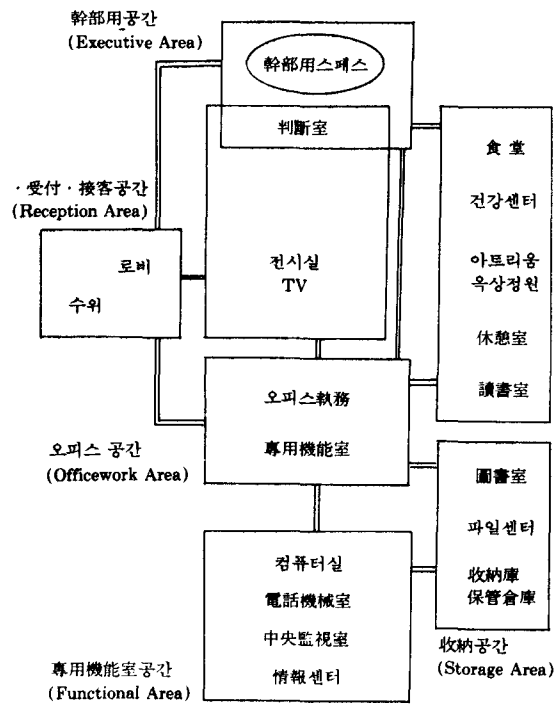 幹部用공간
(Executive Area)
幹部用스페스
判斷室
食 堂
건강센터
아트리움
옥상정원
休憩室
讀書室
·受付·接客공간
(Reception Area)
로비
수위
전시실
TV
오피스執務
專用機能室
오피스 공간
(Officework Area)
圖書室
파일센터
收納庫
保管倉庫
컴퓨터실
電話機械室
中央監視室
情報센터
收納공간
(Storage Area)
專用機能室공간
(Functional Area)